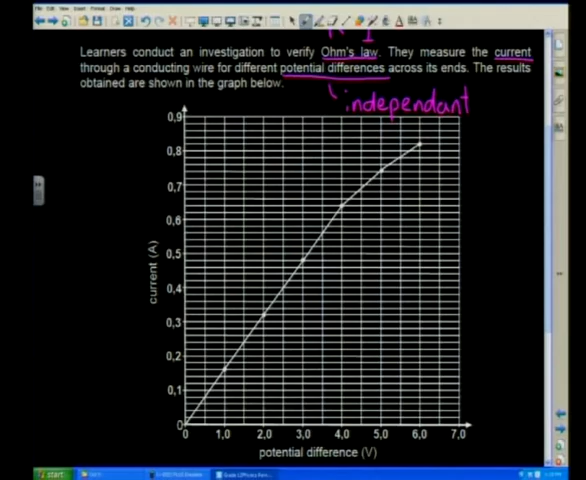 Learners conduct an investigation to verify Ohm's law. They measure the current
through a conducting wire for different potential differences across its ends. The results
obtained are shown in the graph below.
independant
0,9
0,8
0,7
0,6
0,5
0,4
0,3
0,2
0,1
0
current (A)
0 1,0 2,0 3,0 4,0 5,0 6,0 7,0
potential difference (V)
start